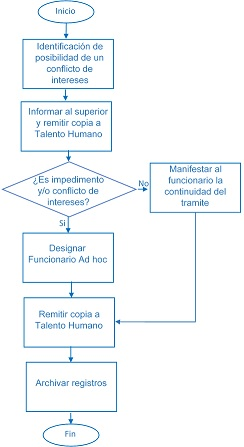 Inicio
Identificación de
posibilidad de un
conflicto de
intereses
Informar al superior
y remitir copia a
Talento Humano
¿Es impedimento
y/o conflicto de
intereses?
No
Manifestar al
funcionario la
continuidad del
tramite
Si
Designar
Funcionario Ad hoc
Remitir copia a
Talento Humano
Archivar registros
Fin